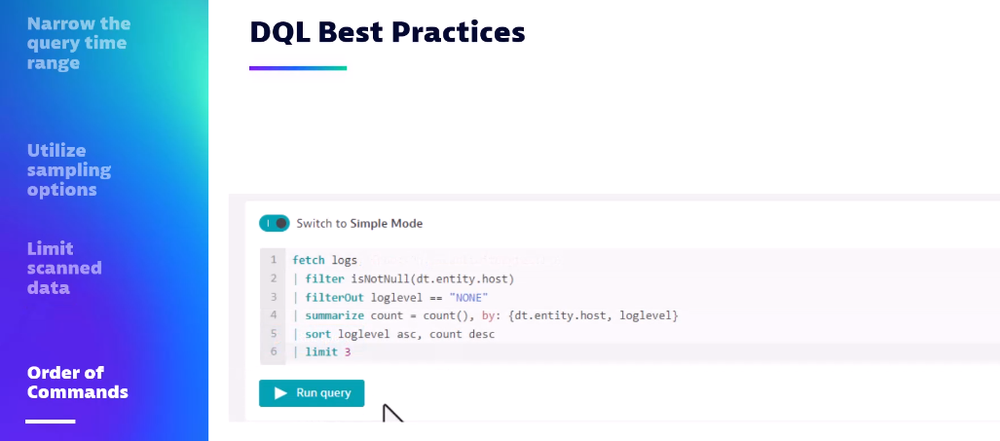 Narrow the
query time
range
Utilize
sampling
options
Limit
scanned
data
Order of
Commands
DQL Best Practices
Switch to Simple Mode
1 fetch logs
2 | filter isNotNull(dt.entity.host)
3 | filterOut loglevel == "NONE"
4 | summarize count = count(), by: {dt.entity.host, loglevel}
5 | sort loglevel asc, count desc
6 | limit 3
Run query